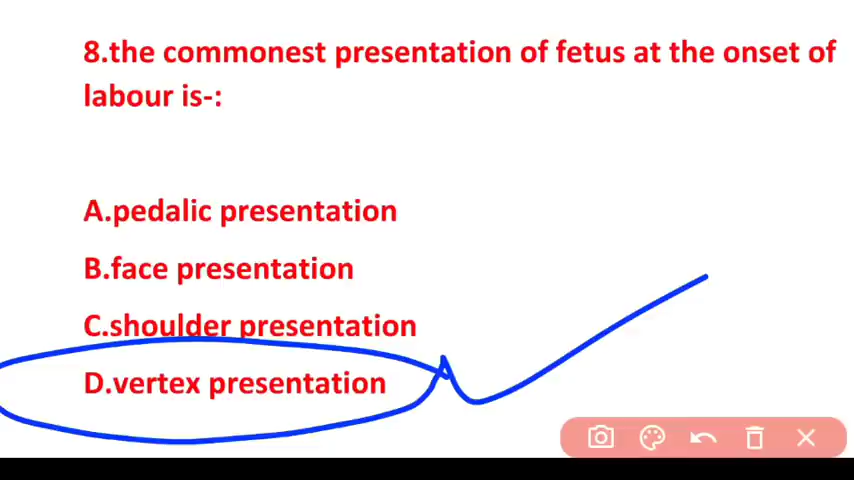 8.the commonest presentation of fetus at the onset of
labour is-:
A.pedalic presentation
B.face presentation
C.shoulder presentation
D.vertex presentation